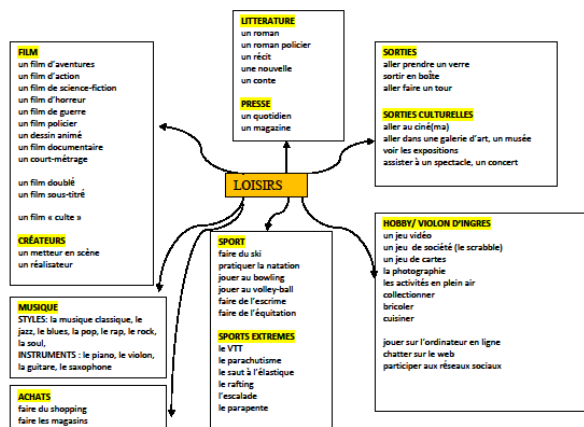 LITTERATURE
un roman
un roman policier
un récit
une nouvelle
un conte
PRESSE
un quotidien
un magazine
FILM
un film d'aventures
un film d'action
un film de science-fiction
un film d'horreur
un film de guerre
un film policier
un dessin animé
un film documentaire
un court-métrage
un film doublé
un film sous-titré
un film « culte »
CRÉATEURS
un metteur en scène
un réalisateur
SORTIES
aller prendre un verre
sortir en boîte
aller faire un tour
SORTIES CULTURELLES
aller au ciné(ma)
aller dans une galerie d'art, un musée
voir les expositions
assister à un spectacle, un concert
LOISIRS
HOBBY/ VIOLON D'INGRES
un jeu vidéo
un jeu de société (le scrabble)
un jeu de cartes
la photographie
les activités en plein air
collectionner
bricoler
cuisiner
jouer sur l'ordinateur en ligne
chatter sur le web
participer aux réseaux sociaux
SPORT
faire du ski
pratiquer la natation
jouer au bowling
jouer au volley-ball
faire de l'escrime
faire de l'équitation
SPORTS EXTREMES
le VTT
le parachutisme
le saut à l'élastique
le rafting
l'escalade
le parapente
MUSIQUE
STYLES: la musique classique, le
jazz, le blues, la pop, le rap, le rock,
la soul,
INSTRUMENTS : le piano, le violon,
la guitare, le saxophone
ACHATS
faire du shopping
faire les magasins